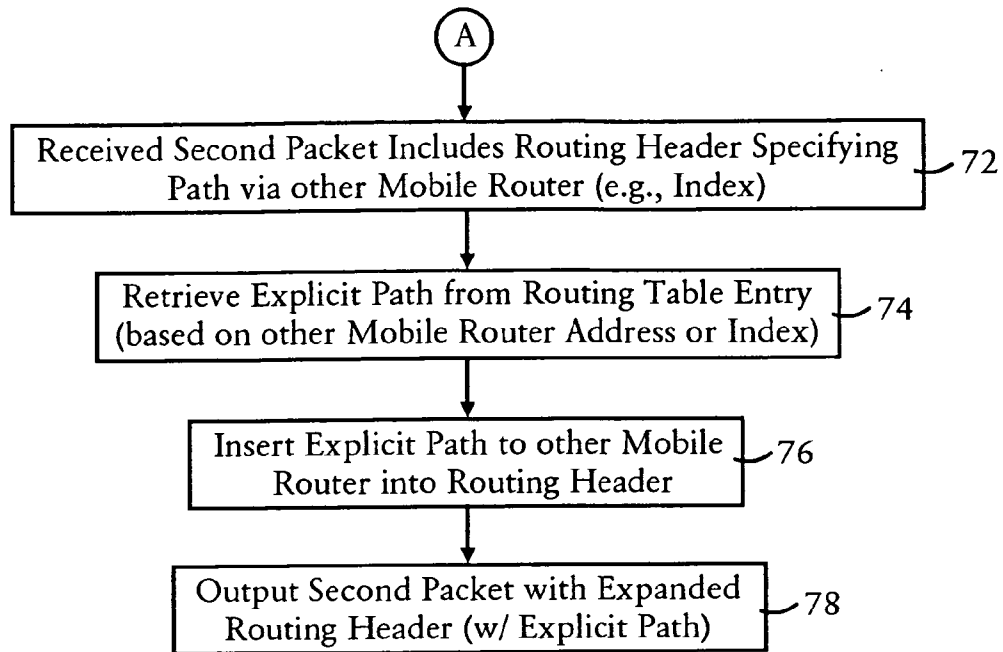 A
Received Second Packet Includes Routing Header Specifying
Path via other Mobile Router (e.g., Index)
72
Retrieve Explicit Path from Routing Table Entry
(based on other Mobile Router Address or Index)
74
Insert Explicit Path to other Mobile
Router into Routing Header
76
Output Second Packet with Expanded
Routing Header (w/ Explicit Path)
78